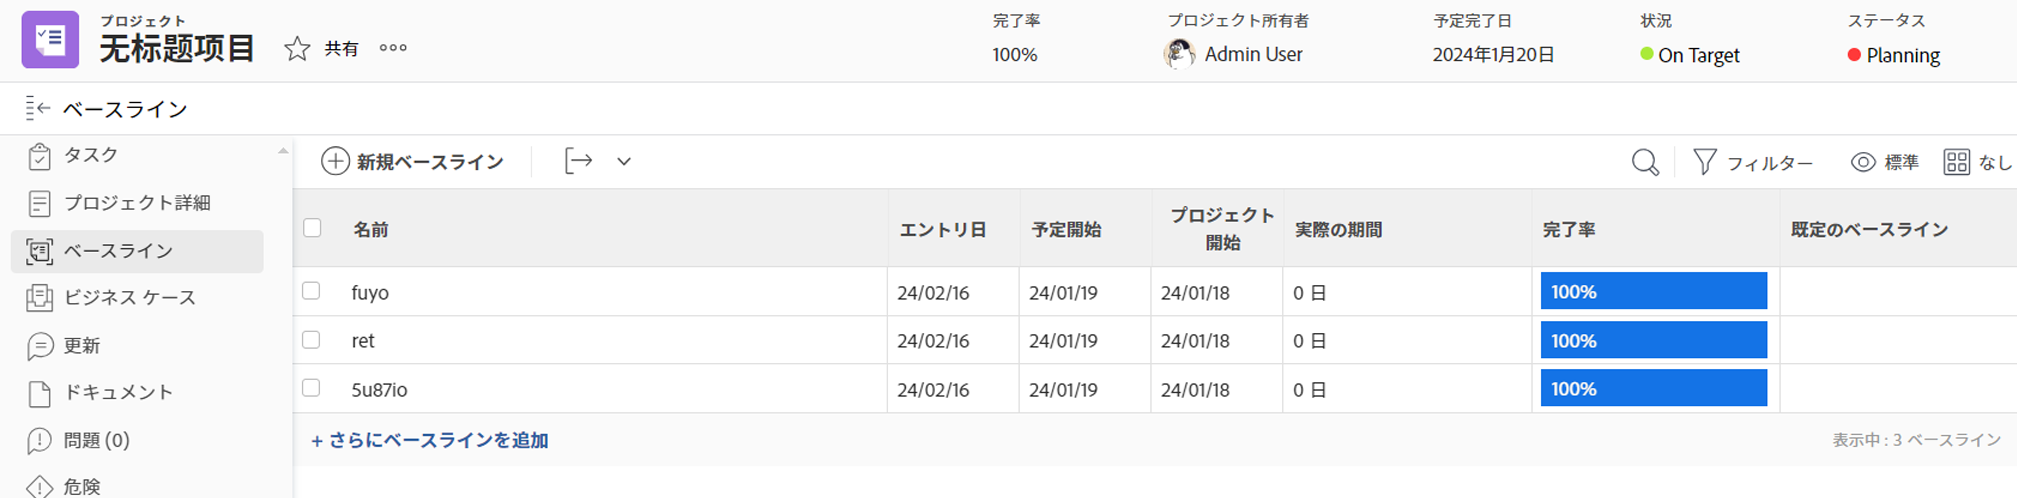 プロジェクト
无标题项目
共有
完了率
100%
プロジェクト所有者
Admin User
予定完了日
2024年1月20日
状況
On Target
ステータス
Planning
ベースライン
タスク
プロジェクト詳細
ベースライン
ビジネス ケース
更新
ドキュメント
問題 (0)
危険
新規ベースライン
フィルター
標準
なし
名前 エントリ日 予定開始 プロジェクト開始 実際の期間 完了率 既定のベースライン
fuyo 24/02/16 24/01/19 24/01/18 0 日 100%
ret 24/02/16 24/01/19 24/01/18 0 日 100%
5u87io 24/02/16 24/01/19 24/01/18 0 日 100%
+ さらにベースラインを追加
表示中 : 3 ベースライン